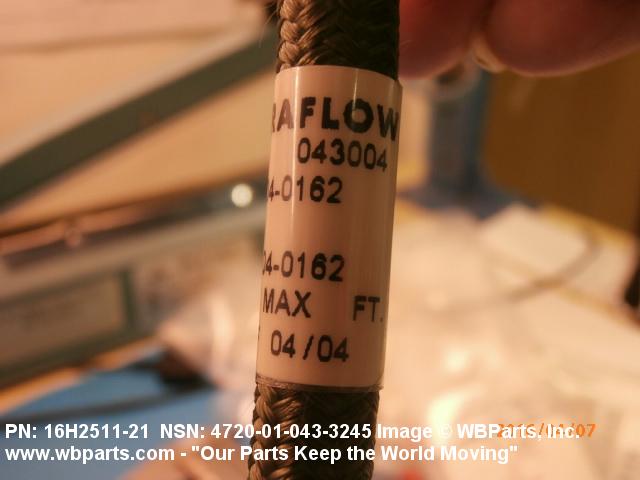 RAFLOW
043004
4-0162
04-0162
MAX FT.
04/04
PN: 16H2511-21 NSN: 4720-01-043-3245 Image © WBParts, Inc.
www.wbparts.com - "Our Parts Keep the World Moving"